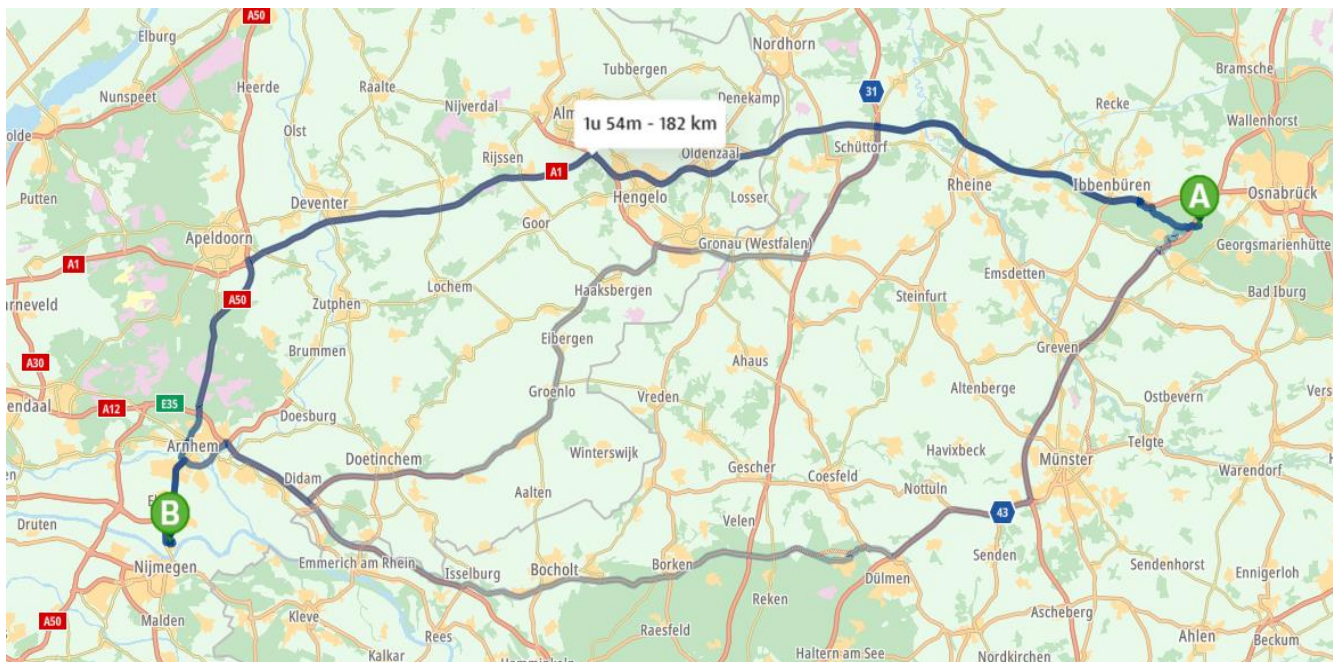 A50
Elburg
Nunspeet
Heerde
Raalte
Nijverdal
Tubbergen
Nordhorn
Denekamp
31
Recke
Bramsche
Wallenhorst
olde
Olst
Alm
1u 54m - 182 km
Oldenzaal
Schüttorf
Rijssen
A1
Putten
Deventer
Hengelo
Losser
Rheine
Ibbenbüren
A
Osnabrück
Apeldoorn
Goor
Gronau (Westfalen)
Georgsmarienhütte
A1
Emsdetten
Bad Iburg
arneveld
A50
Zutphen
Lochem
Haaksbergen
Steinfurt
Brummen
Eibergen
Greven
A30
Ahaus
Altenberge
Ostbevern
Vers
endaal
A12
E35
Doesburg
Groenlo
Vreden
Telgte
Arnhem
Doetinchem
Winterswijk
Havixbeck
Münster
Warendorf
Didam
Gescher
Coesfeld
Nottuln
El
B
Aalten
43
Druten
Velen
Senden
Sendenhorst
Ennigerloh
Nijmegen
Emmerich am Rhein
Isselburg
Bocholt
Borken
Dülmen
A50
Malden
Kleve
Rees
Reken
Ascheberg
Raesfeld
Ahlen
Beckum
Kalkar
Hamminkeln
Haltern am See
Nordkirchen